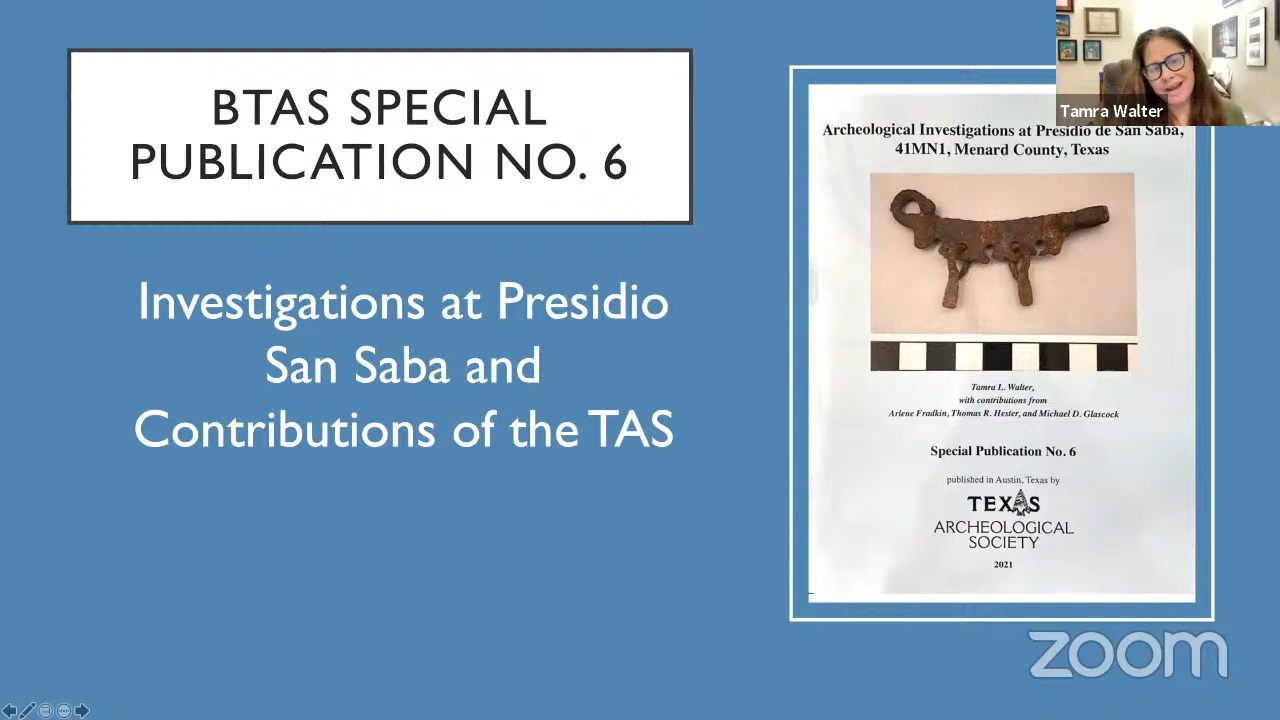 BTAS SPECIAL
PUBLICATION NO. 6
Investigations at Presidio
San Saba and
Contributions of the TAS
Tamra Walter
Archeological Investigations at Presidio de San Saba,
41MN1, Menard County, Texas
Tamra L. Walter,
with contributions from
Arlene Fradkin, Thomas R. Hester, and Michael D. Glascock
Special Publication No. 6
published in Austin, Texas by
TEXAS
ARCHEOLOGICAL
SOCIETY
2021
zoom